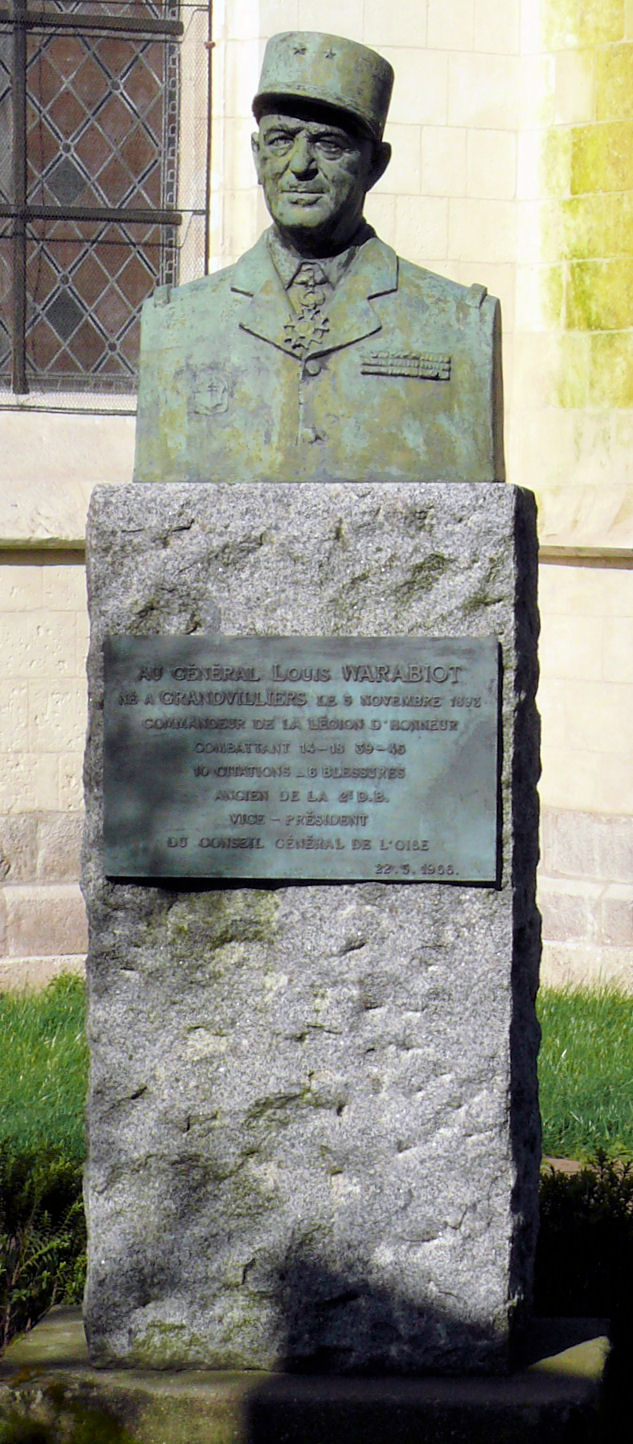 AU GÉNÉRAL LOUIS WARABIOT
NÉ A GRANDVILLIERS LE 5 NOVEMBRE 1893
COMMANDEUR DE LA LÉGION D'HONNEUR
COMBATTANT 14-18 39-45
10 CITATIONS - 6 BLESSURES
ANCIEN DE LA 2E D.B.
VICE - PRÉSIDENT
DU CONSEIL GÉNÉRAL DE L'OISE
22.5.1966.